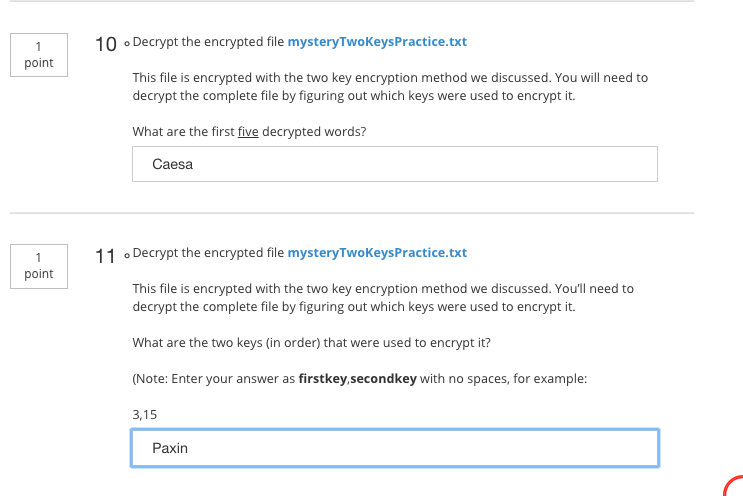 1
point
10. Decrypt the encrypted file mysteryTwoKeysPractice.txt
This file is encrypted with the two key encryption method we discussed. You will need to
decrypt the complete file by figuring out which keys were used to encrypt it.
What are the first five decrypted words?
Caesa
1
point
11. Decrypt the encrypted file mysteryTwoKeysPractice.txt
This file is encrypted with the two key encryption method we discussed. You’ll need to
decrypt the complete file by figuring out which keys were used to encrypt it.
What are the two keys (in order) that were used to encrypt it?
(Note: Enter your answer as firstkey,secondkey with no spaces, for example:
3,15
Paxin